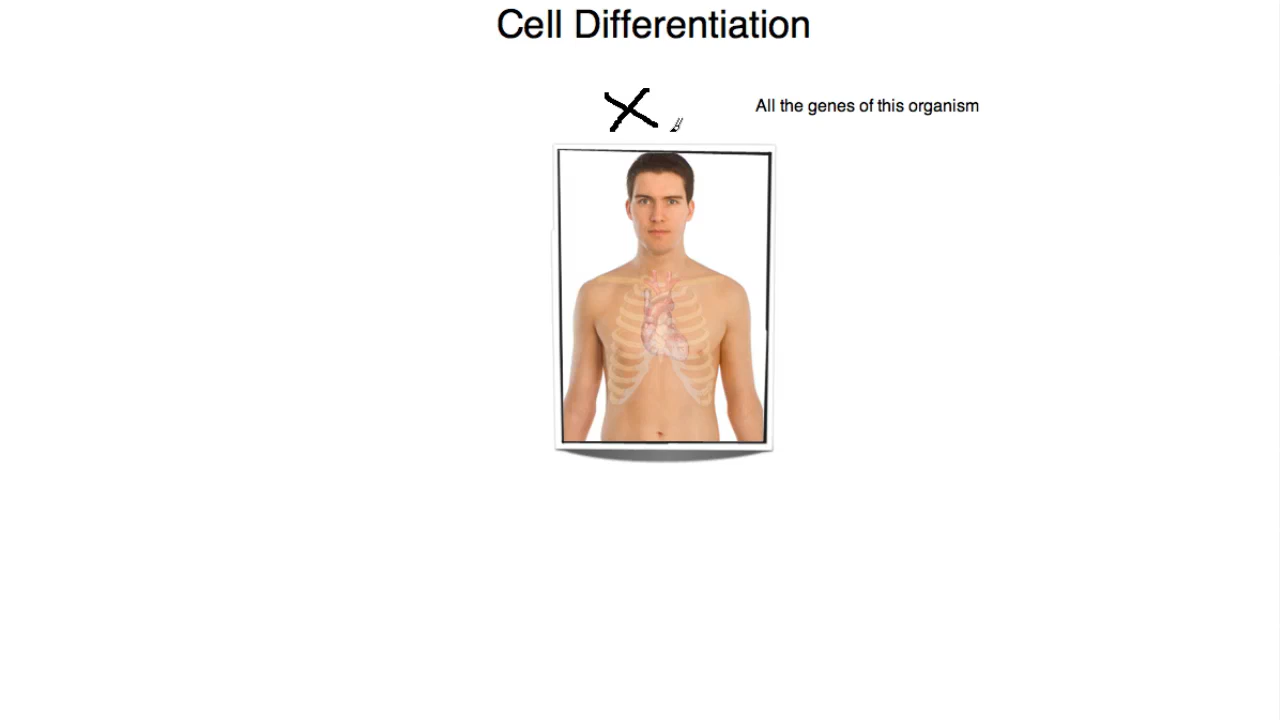 Cell Differentiation
X
All the genes of this organism